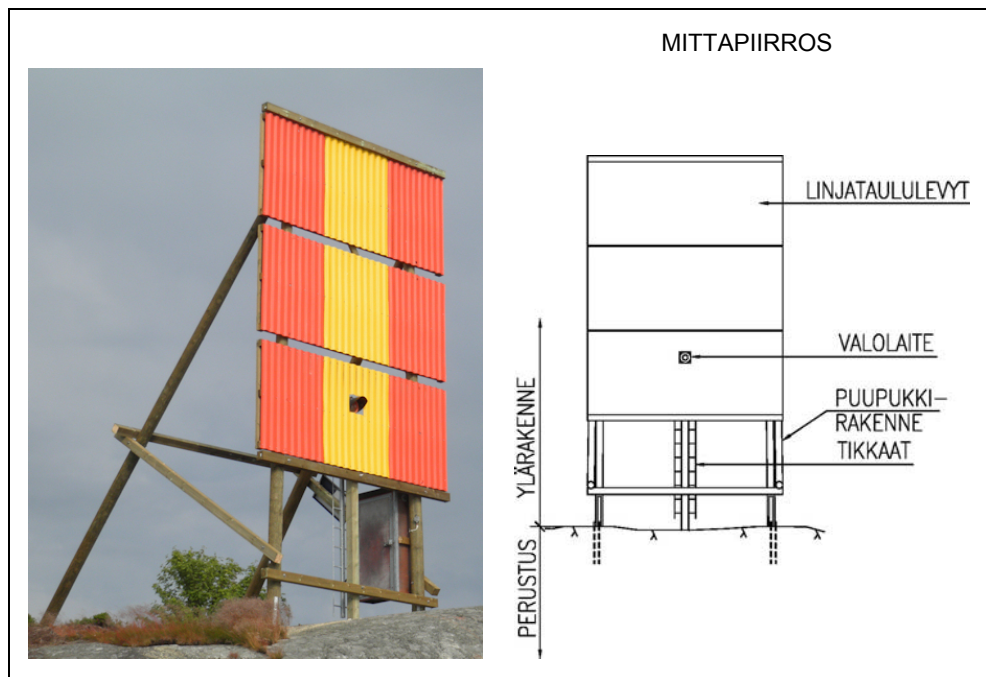 MITTAPIIRROS
LINJATAULULEVYT
VALOLAITE
PUUPUKKI-
RAKENNE
TIKKAAT
YLÄRAKENNE
PERUSTUS